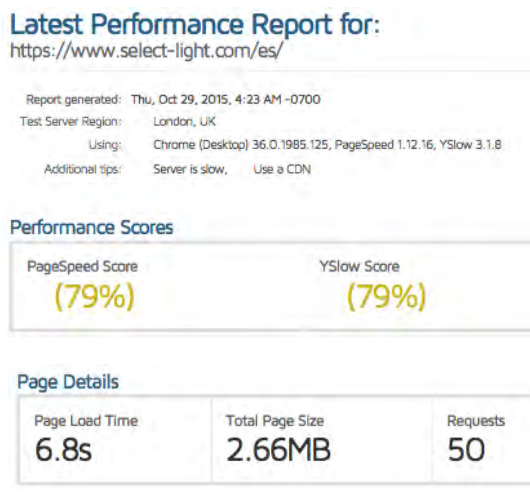 Latest Performance Report for:
https://www.select-light.com/es/
Report generated: Thu, Oct 29, 2015, 4:23 AM -0700
Test Server Region: London, UK
Using: Chrome (Desktop) 36.0.1985.125, PageSpeed 1.12.16, YSlow 3.1.8
Additional tips: Server is slow, Use a CDN
Performance Scores
PageSpeed Score YSlow Score
(79%) (79%)
Page Details
Page Load Time Total Page Size Requests
6.8s 2.66MB 50